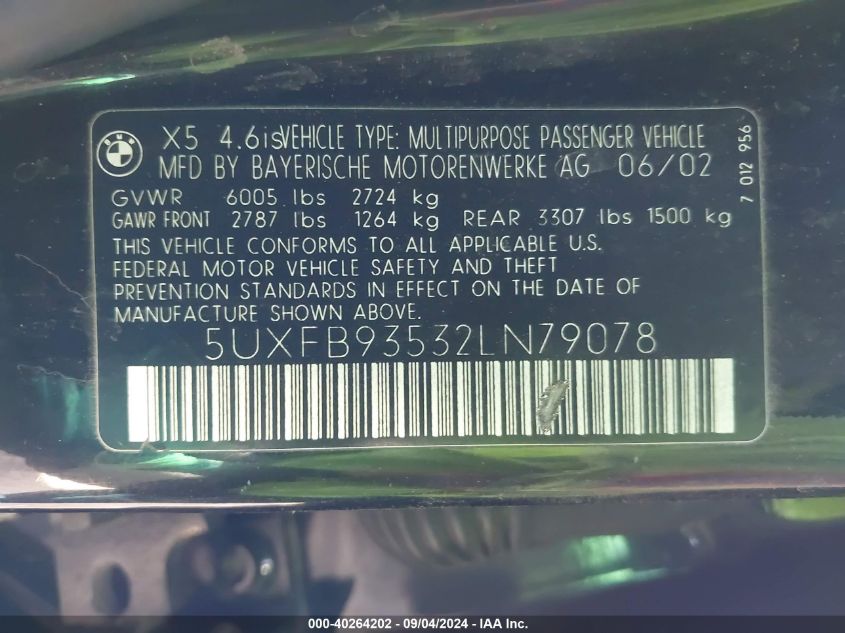 BMW
X5 4.6is VEHICLE TYPE: MULTIPURPOSE PASSENGER VEHICLE
MFD BY BAYERISCHE MOTORENWERKE AG 06/02
7 012 956
GVWR 6005 lbs 2724 kg
GAWR FRONT 2787 lbs 1264 kg REAR 3307 lbs 1500 kg
THIS VEHICLE CONFORMS TO ALL APPLICABLE U.S.
FEDERAL MOTOR VEHICLE SAFETY AND THEFT
PREVENTION STANDARDS IN EFFECT ON THE DATE OF
MANUFACTURE SHOWN ABOVE.
5UXFB93532LN79078
000-40264202 - 09/04/2024 - IAA Inc.